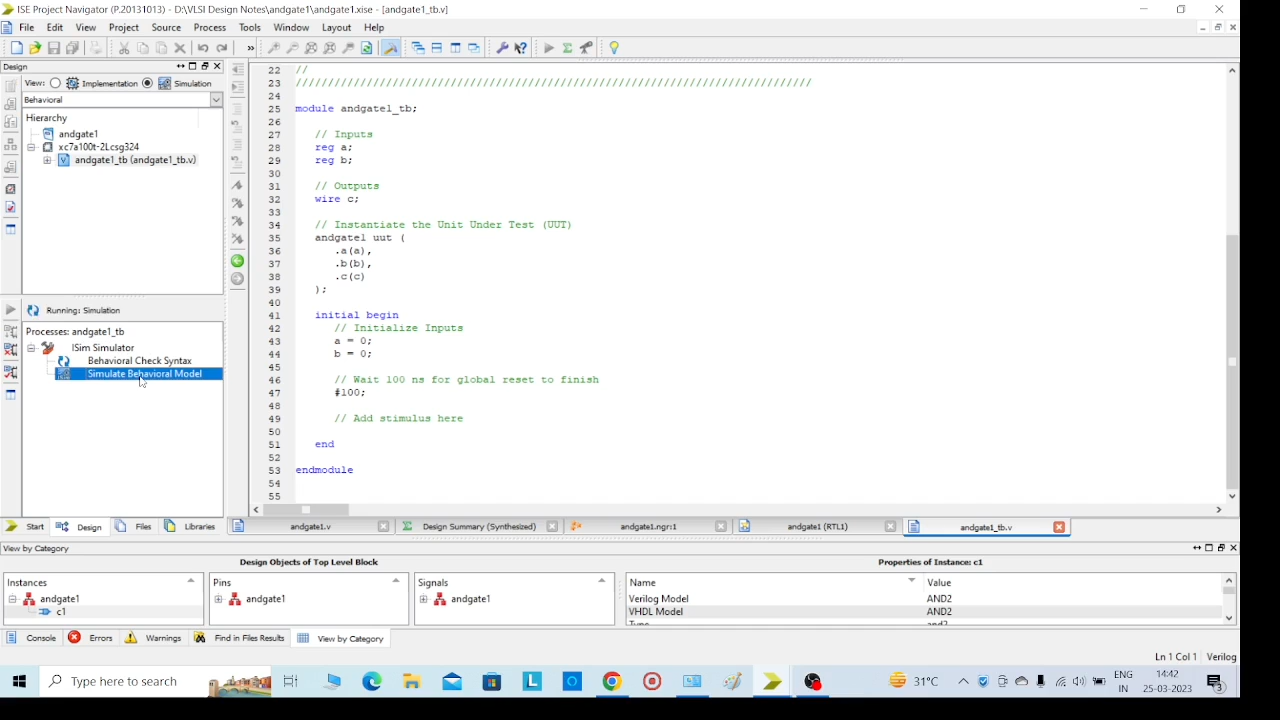 ISE Project Navigator (P.20131013) - D:\VLSI Design Notes\andgate1\andgate1.xise - [andgate1_tb.v]
File Edit View Project Source Process Tools Window Layout Help
Design
View: Implementation Simulation
Behavioral
Hierarchy
andgate1
xc7a100t-2Lcsg324
andgate1_tb (andgate1_tb.v)
Running: Simulation
Processes: andgate1_tb
ISim Simulator
Behavioral Check Syntax
Simulate Behavioral Model
22 //
23 ////////////////////////////////////////////////////////////////////////////////
24
25 module andgate1_tb;
26
27 // Inputs
28 reg a;
29 reg b;
30
31 // Outputs
32 wire c;
33
34 // Instantiate the Unit Under Test (UUT)
35 andgate1 uut (
36 .a(a),
37 .b(b),
38 .c(c)
39 );
40
41 initial begin
42 // Initialize Inputs
43 a = 0;
44 b = 0;
45
46 // Wait 100 ns for global reset to finish
47 #100;
48
49 // Add stimulus here
50
51 end
52
53 endmodule
54
55
Start Design Files Libraries
andgate1.v Design Summary (Synthesized) andgate1.ngr:1 andgate1 (RTL1) andgate1_tb.v
View by Category
Design Objects of Top Level Block Properties of Instance: c1
Instances Pins Signals Name Value
andgate1 andgate1 andgate1 Verilog Model AND2
c1 VHDL Model AND2
Type and2
Console Errors Warnings Find in Files Results View by Category
Ln 1 Col 1 Verilog
Type here to search
31°C
ENG
IN
14:42
25-03-2023
3